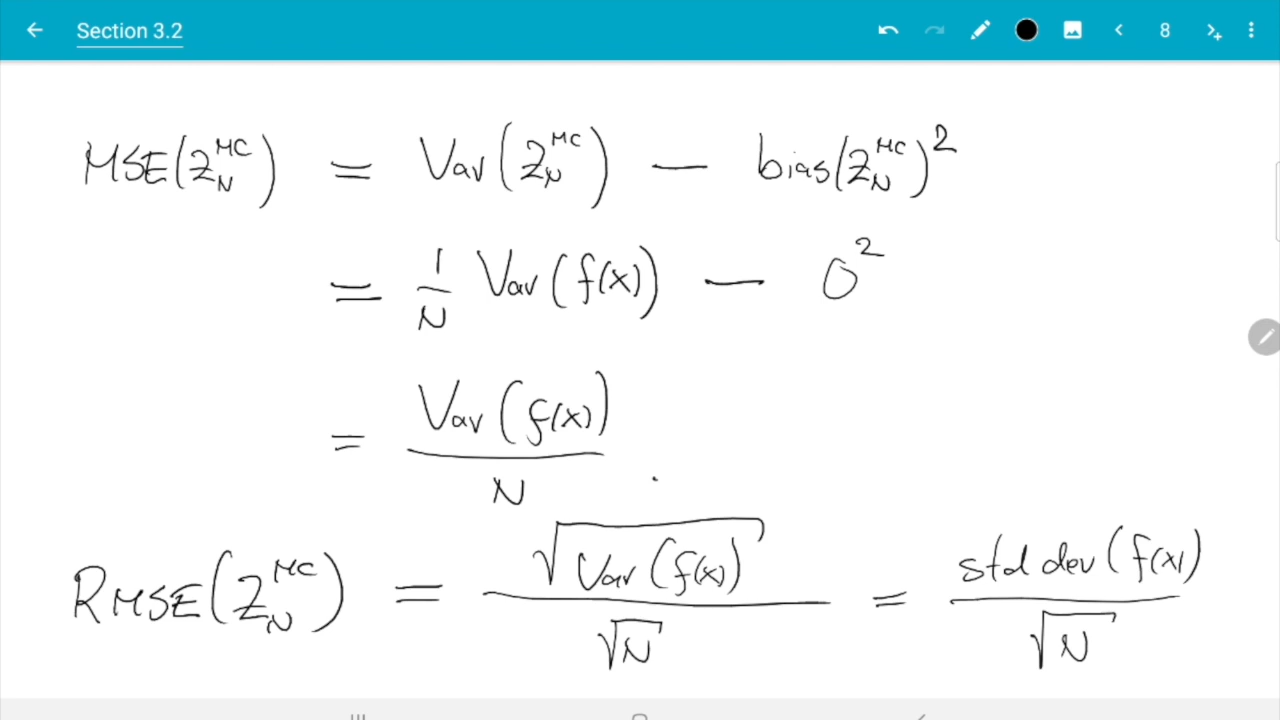 Section 3.2 8
MSE(Z_N^MC) = Var(Z_N^MC) — bias(Z_N^MC)^2
= 1/N Var(f(x)) — 0^2
= Var(f(x)) / N .
RMSE(Z_N^MC) = √Var(f(x)) / √N = std dev(f(x) / √N